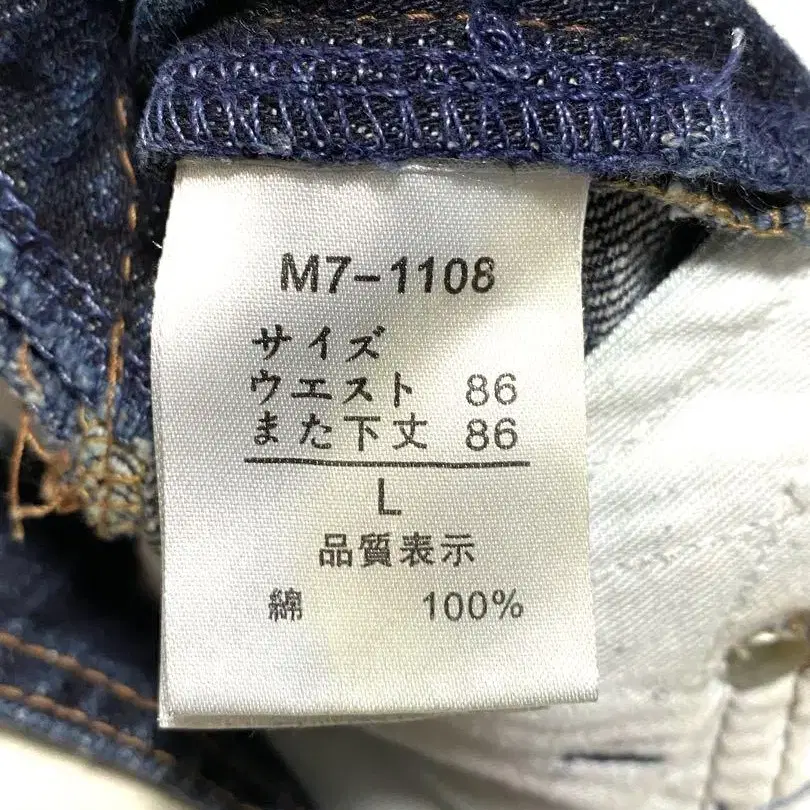 M7-1108
サイズ
ウエスト 86
また下丈 86
L
品質表示
綿 100%